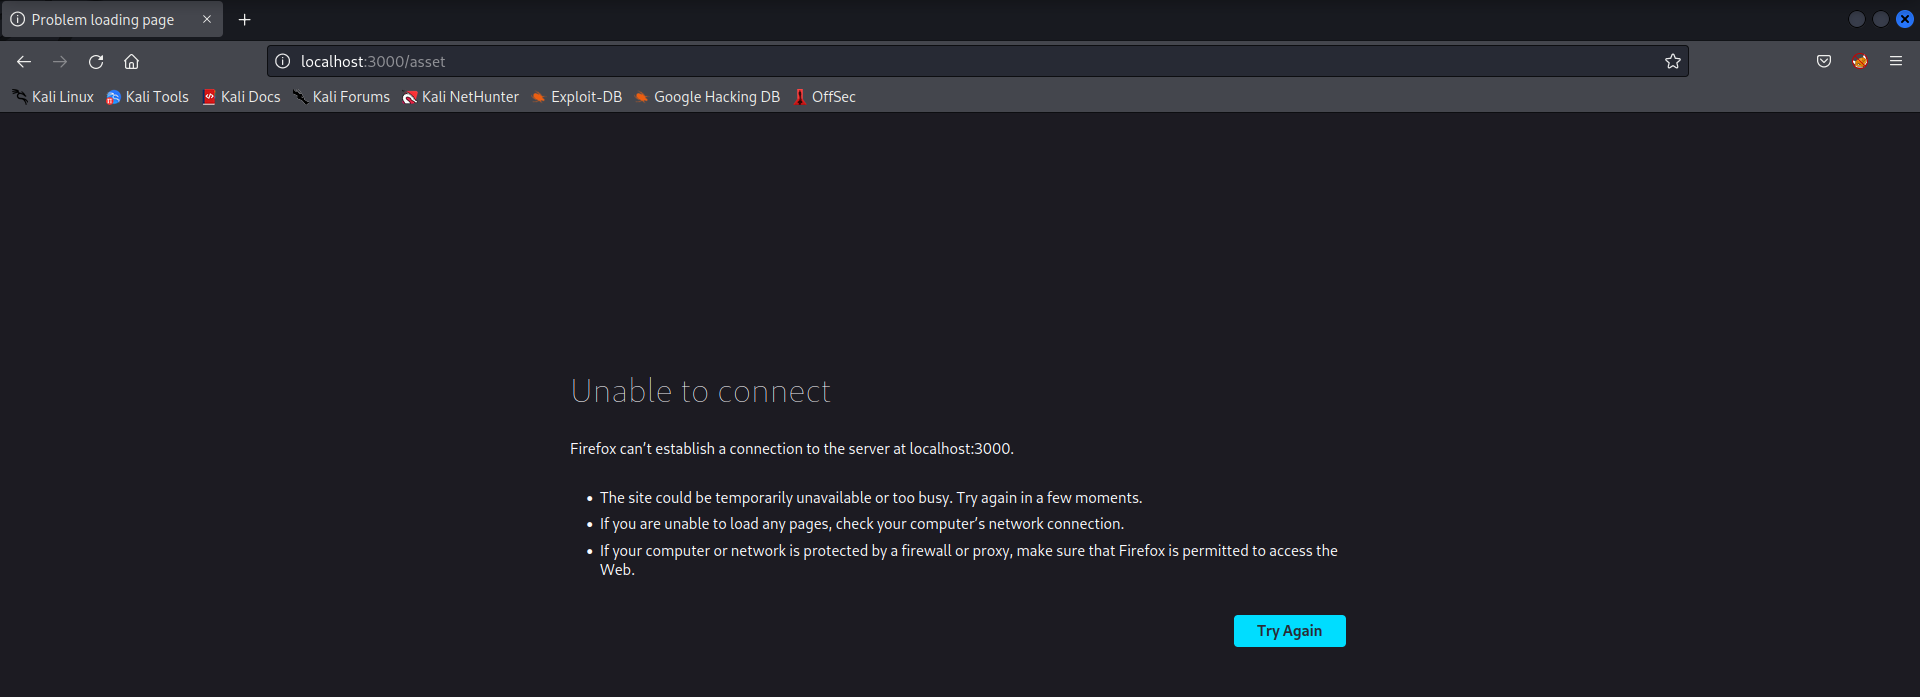 Problem loading page
localhost:3000/asset
Kali Linux Kali Tools Kali Docs Kali Forums Kali NetHunter Exploit-DB Google Hacking DB OffSec
Unable to connect
Firefox can’t establish a connection to the server at localhost:3000.
• The site could be temporarily unavailable or too busy. Try again in a few moments.
• If you are unable to load any pages, check your computer’s network connection.
• If your computer or network is protected by a firewall or proxy, make sure that Firefox is permitted to access the
Web.
Try Again